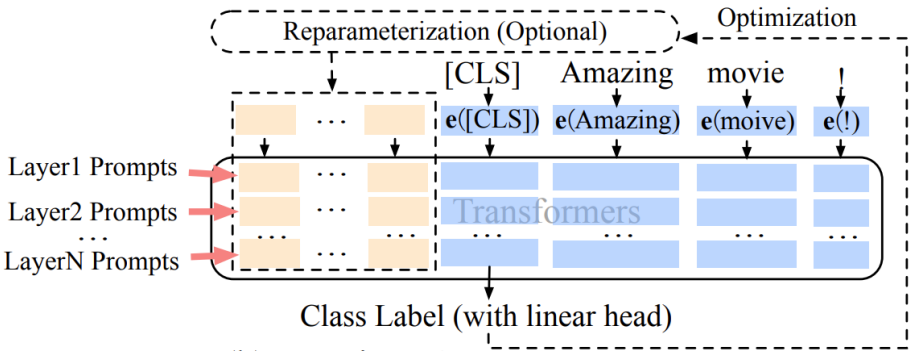 Optimization
Reparameterization (Optional)
[CLS] Amazing movie !
... e([CLS]) e(Amazing) e(moive) e(!)
Layer1 Prompts ...
Layer2 Prompts ... Transformers
... ... ... ... ... ...
LayerN Prompts ...
Class Label (with linear head)